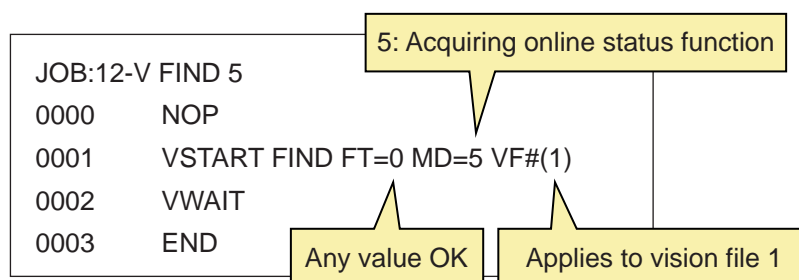 5: Acquiring online status function
JOB:12-V FIND 5
0000 NOP
0001 VSTART FIND FT=0 MD=5 VF#(1)
0002 VWAIT
0003 END
Any value OK
Applies to vision file 1